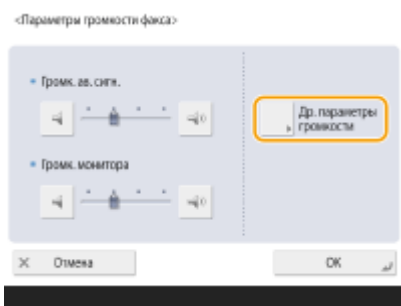 <Параметры громкости факса>
Громк. ав. сигн.
Др. параметры
громкости
Громк. монитора
Отмена
OK